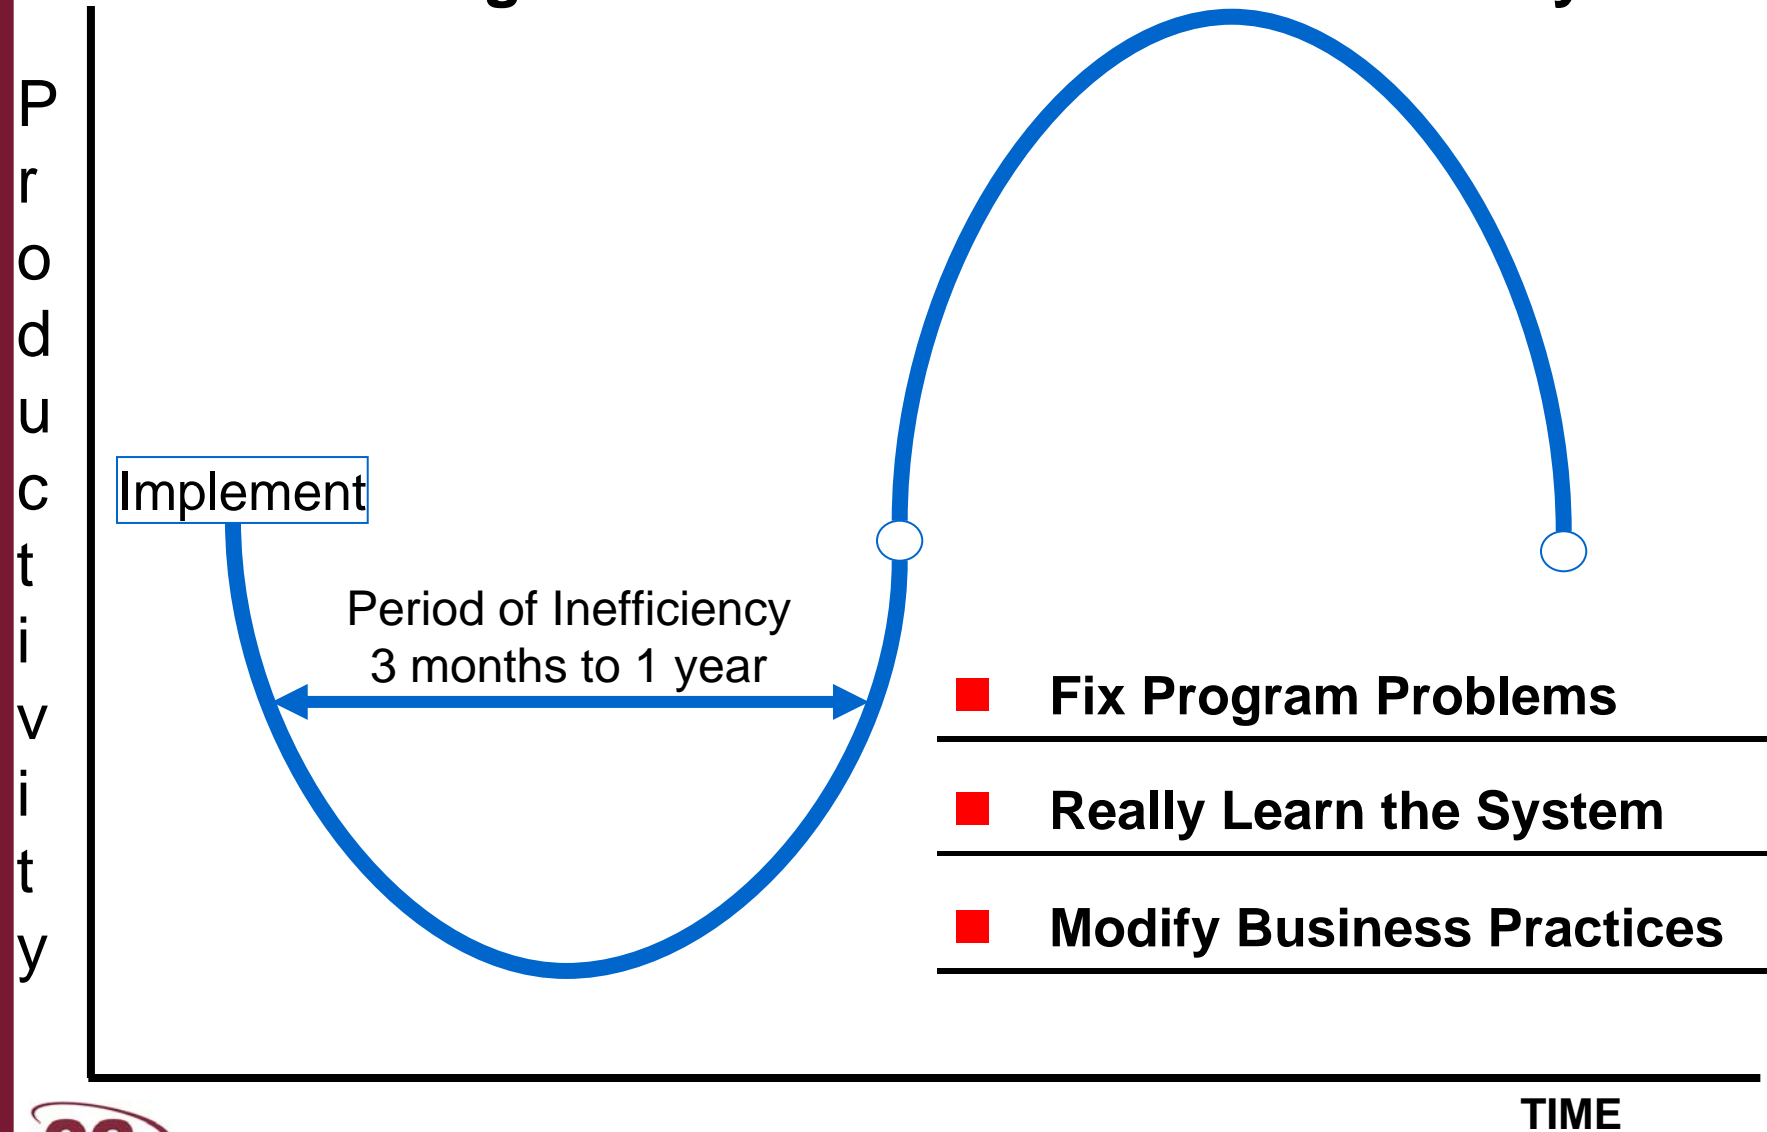 Productivity
Implement
Period of Inefficiency
3 months to 1 year
Fix Program Problems
Really Learn the System
Modify Business Practices
TIME